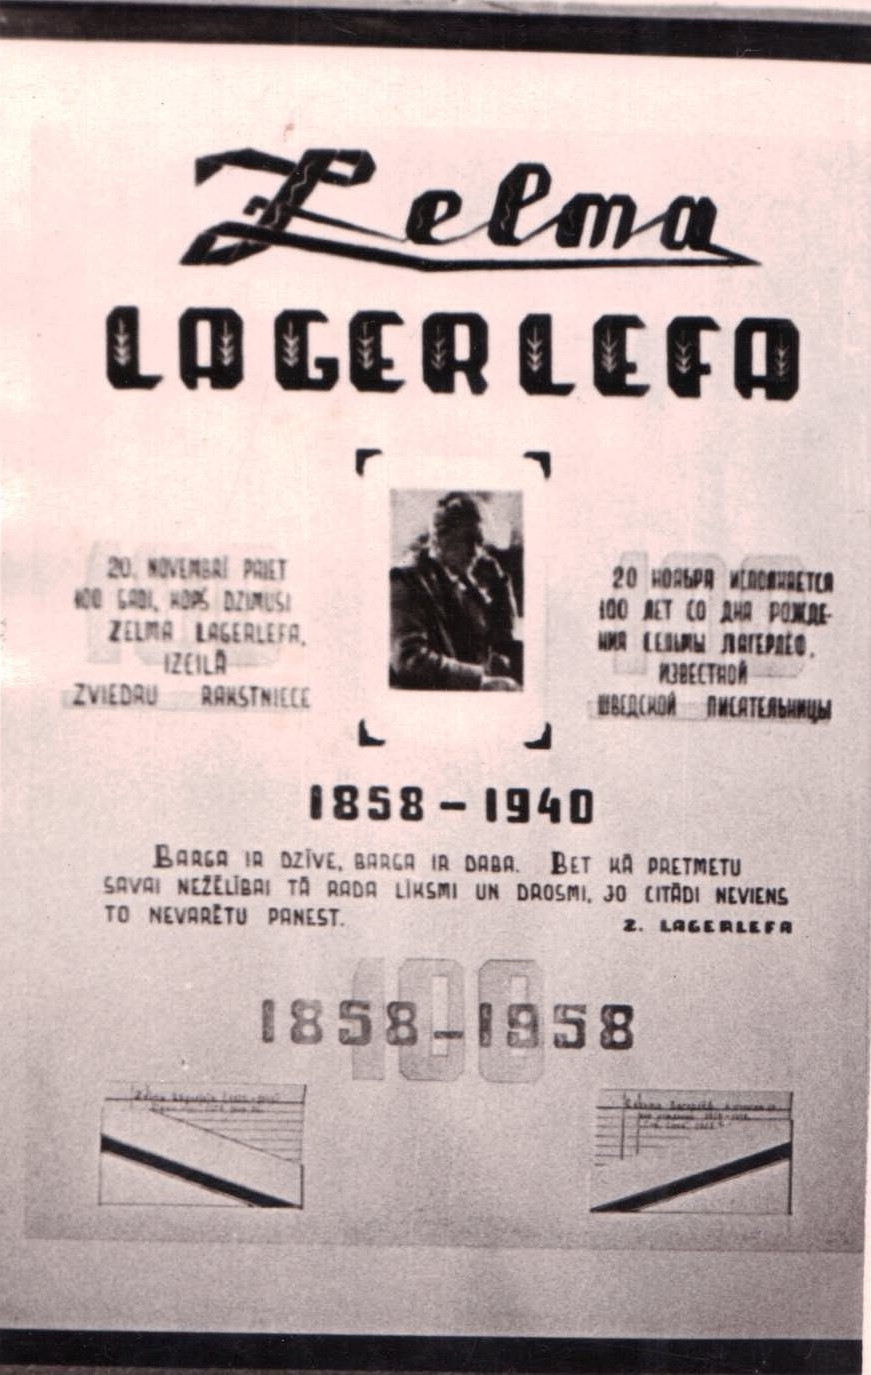 Zelma
LAGERLEFA
20. NOVEMBRĪ PAIET
100 GADI, KOPŠ DZIMUSI
ZELMA LAGERLEFA,
IZCILĀ
ZVIEDRU RAKSTNIECE
20 НОЯБРЯ ИСПОЛНЯЕТСЯ
100 ЛЕТ СО ДНЯ РОЖДЕ-
НИЯ СЕЛЬМЫ ЛАГЕРЛЁФ,
ИЗВЕСТНОЙ
ШВЕДСКОЙ ПИСАТЕЛЬНИЦЫ
1858 – 1940
BARGA IR DZĪVE, BARGA IR DABA. BET KĀ PRETMETU
SAVAI NEŽĒLĪBAI TĀ RADA LĪKSMI UN DROSMI, JO CITĀDI NEVIENS
TO NEVARĒTU PANEST.
Z. LAGERLEFA
100
1858–1958